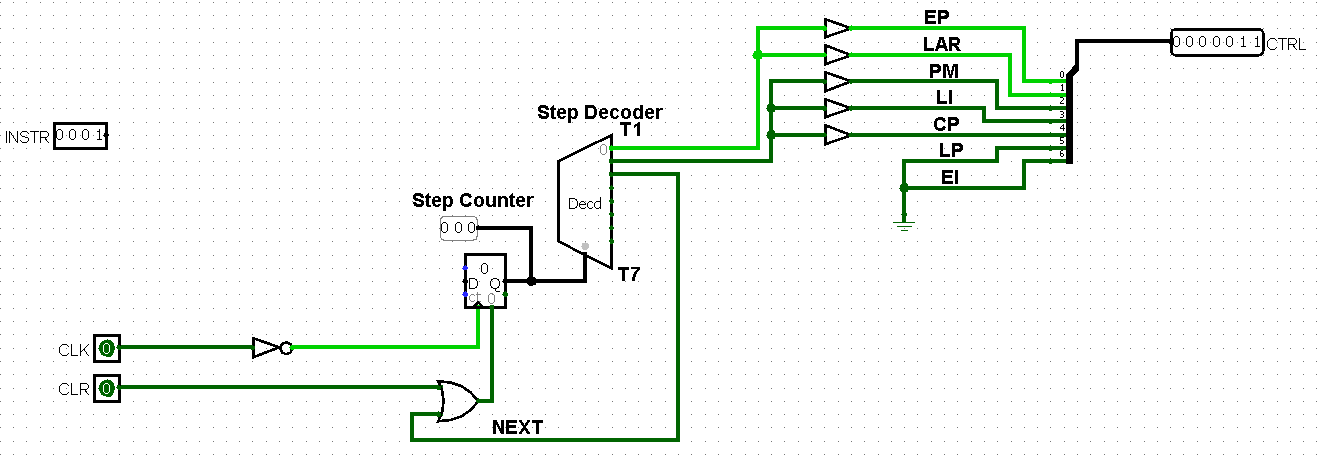 EP
LAR
PM
LI
CP
LP
EI
0
1
2
3
4
5
6
0 0 0 0 0 1 1 CTRL
INSTR 0 0 0 1
Step Decoder
T1
0
Decd
T7
Step Counter
0 0 0
0
D Q
ct 0
CLK 0
CLR 0
NEXT